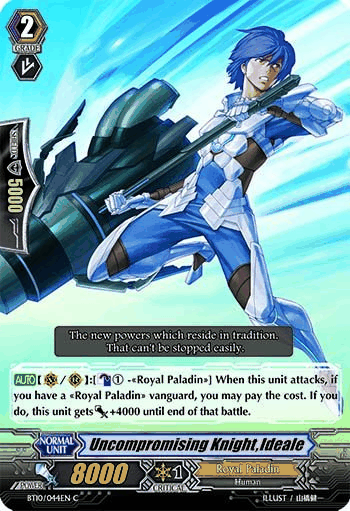 2
GRADE
SHIELD
5000
The new powers which reside in tradition.
That can't be stopped easily.
AUTO [ / ]:[ ① -«Royal Paladin»] When this unit attacks, if
you have a «Royal Paladin» vanguard, you may pay the cost. If you
do, this unit gets +4000 until end of that battle.
NORMAL
UNIT
Uncompromising Knight, Ideale
POWER
8000
1
CRITICAL
Royal Paladin
Human
BT10/044EN C
ILLUST / 山横健一